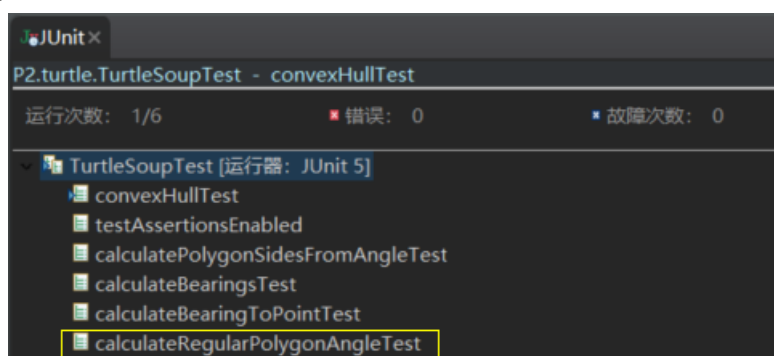 JUnit
P2.turtle.TurtleSoupTest - convexHullTest
运行次数： 1/6 错误： 0 故障次数： 0
TurtleSoupTest [运行器：JUnit 5]
convexHullTest
testAssertionsEnabled
calculatePolygonSidesFromAngleTest
calculateBearingsTest
calculateBearingToPointTest
calculateRegularPolygonAngleTest